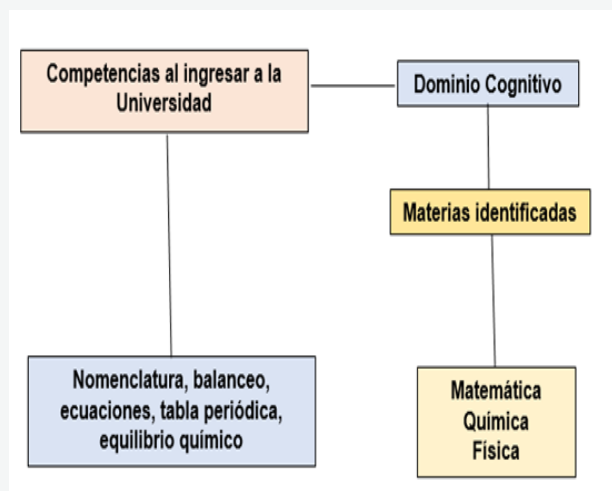 Competencias al ingresar a la
Universidad
Dominio Cognitivo
Materias identificadas
Nomenclatura, balanceo,
ecuaciones, tabla periódica,
equilibrio químico
Matemática
Química
Física